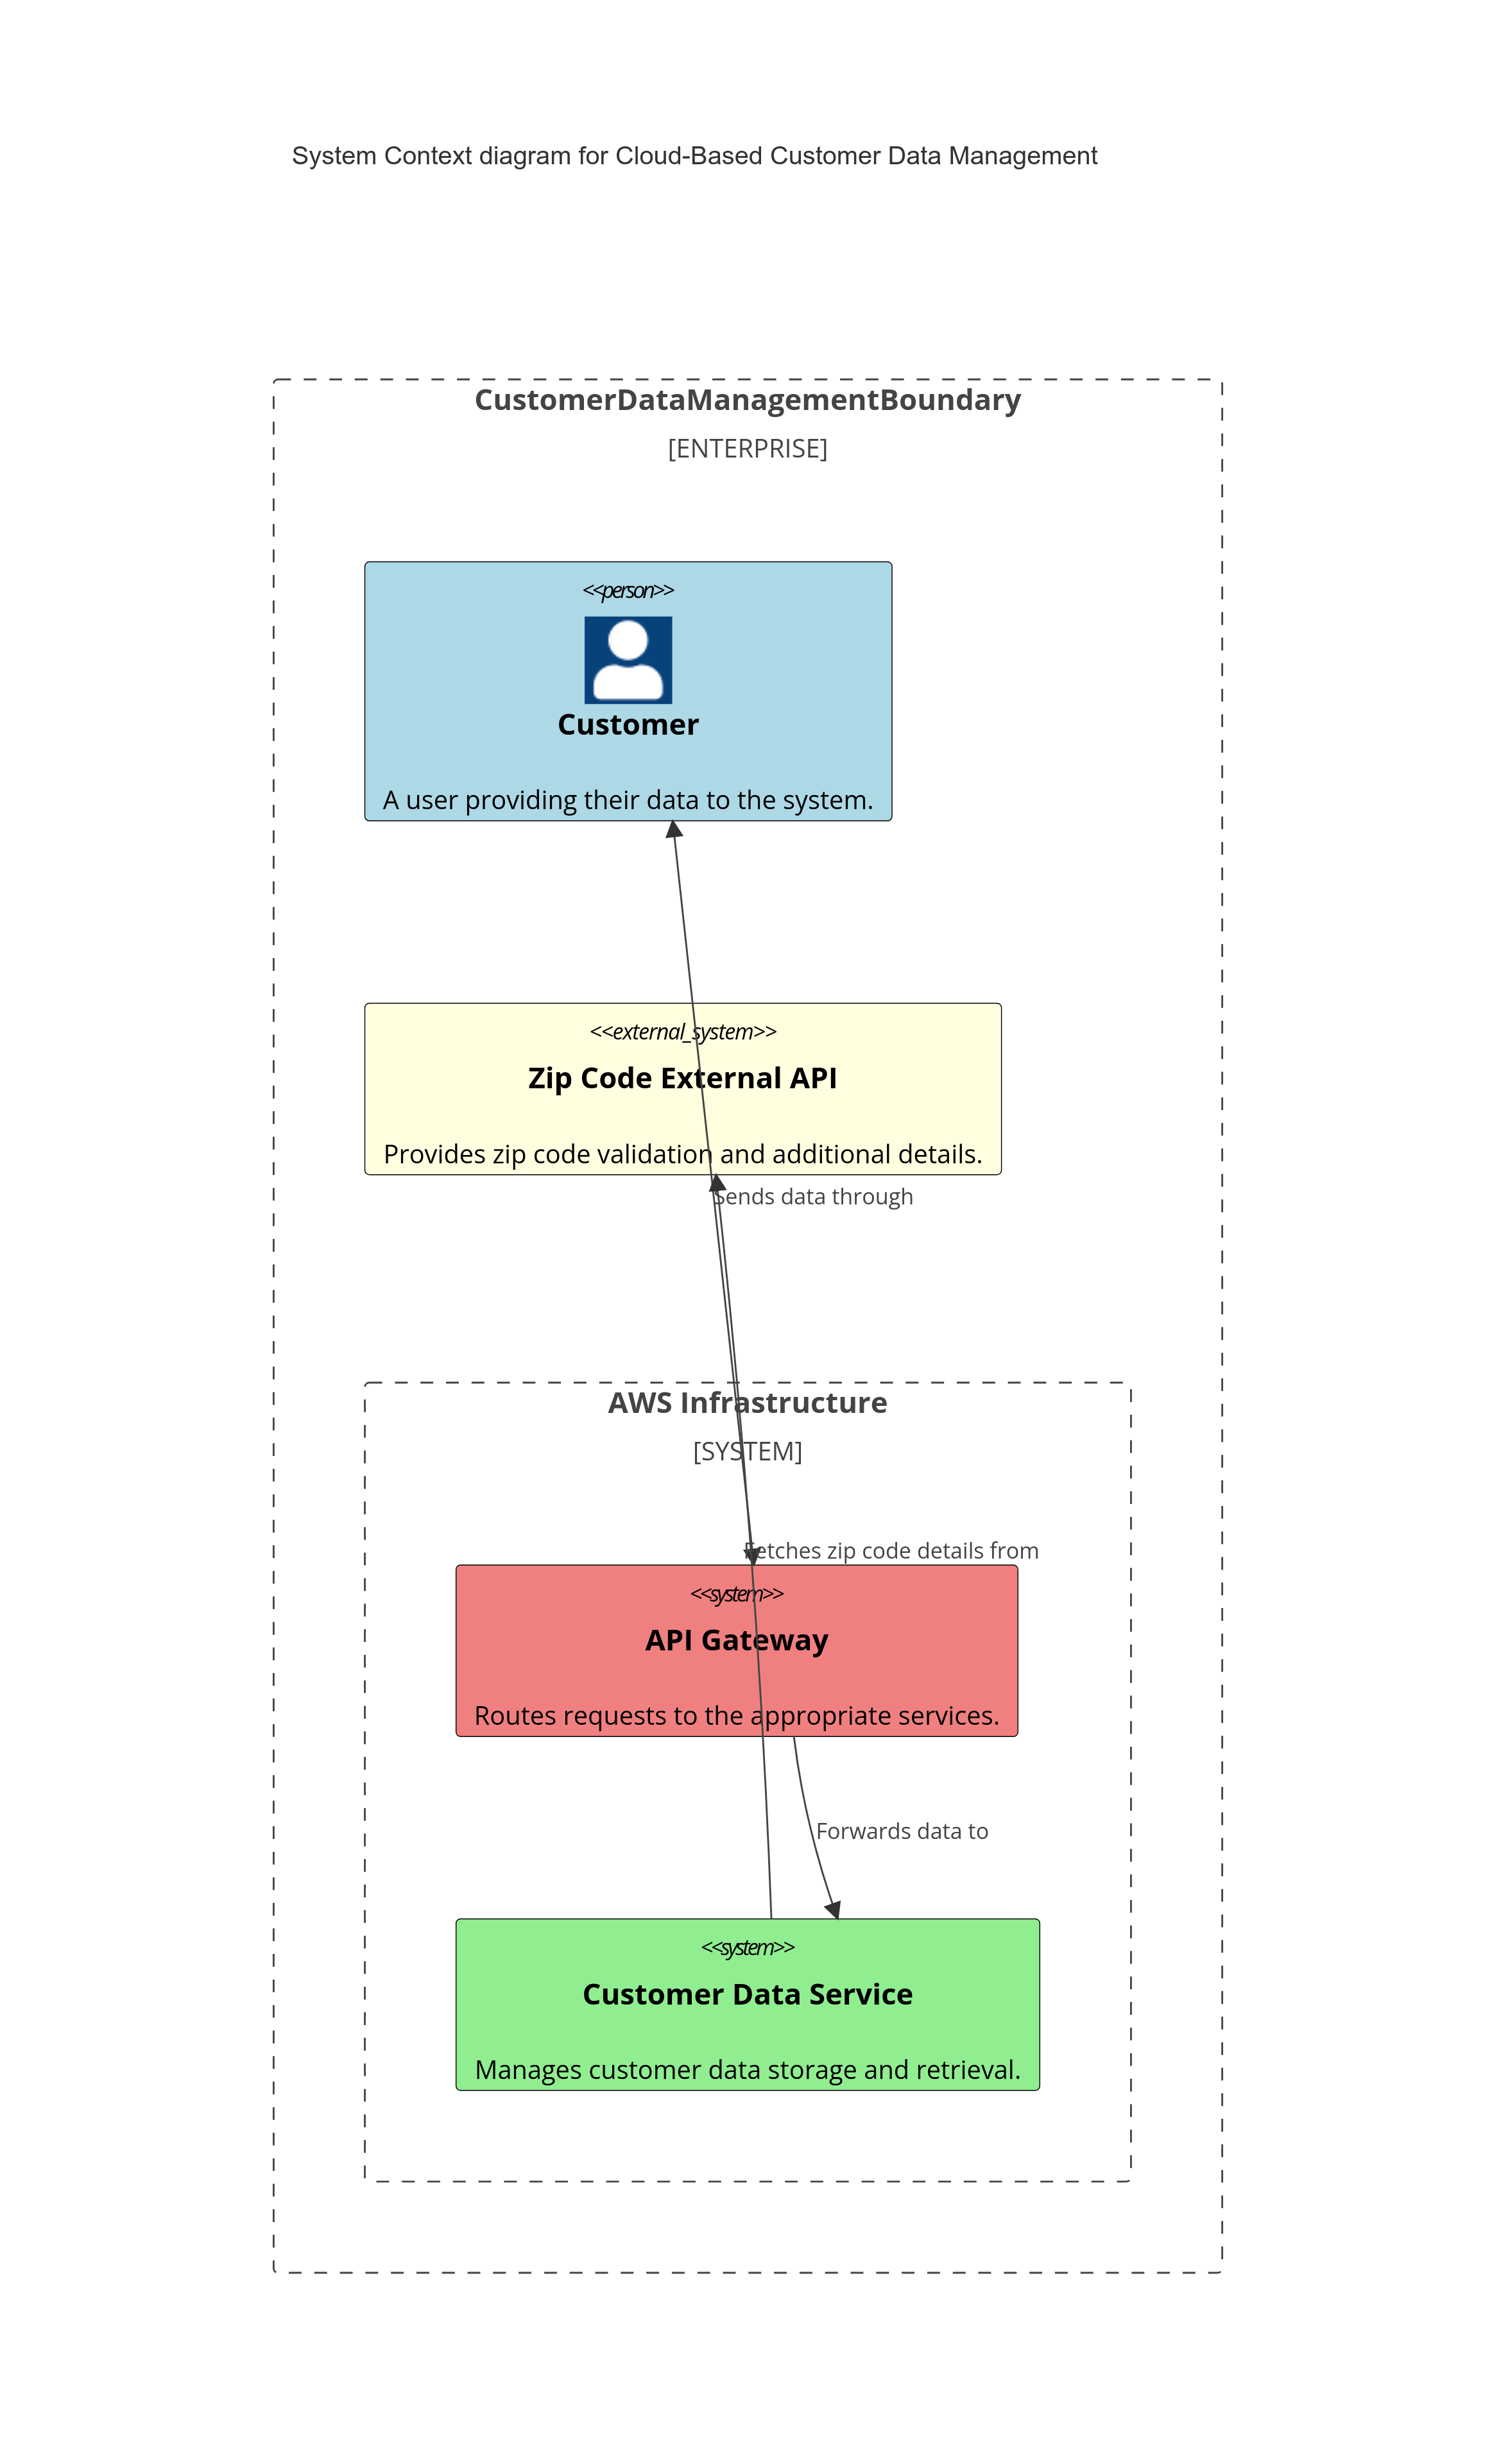 System Context diagram for Cloud-Based Customer Data Management
CustomerDataManagementBoundary
[ENTERPRISE]
<<person>>
Customer
A user providing their data to the system.
<<external_system>>
Zip Code External API
Provides zip code validation and additional details.
Sends data through
AWS Infrastructure
[SYSTEM]
Fetches zip code details from
<<system>>
API Gateway
Routes requests to the appropriate services.
Forwards data to
<<system>>
Customer Data Service
Manages customer data storage and retrieval.